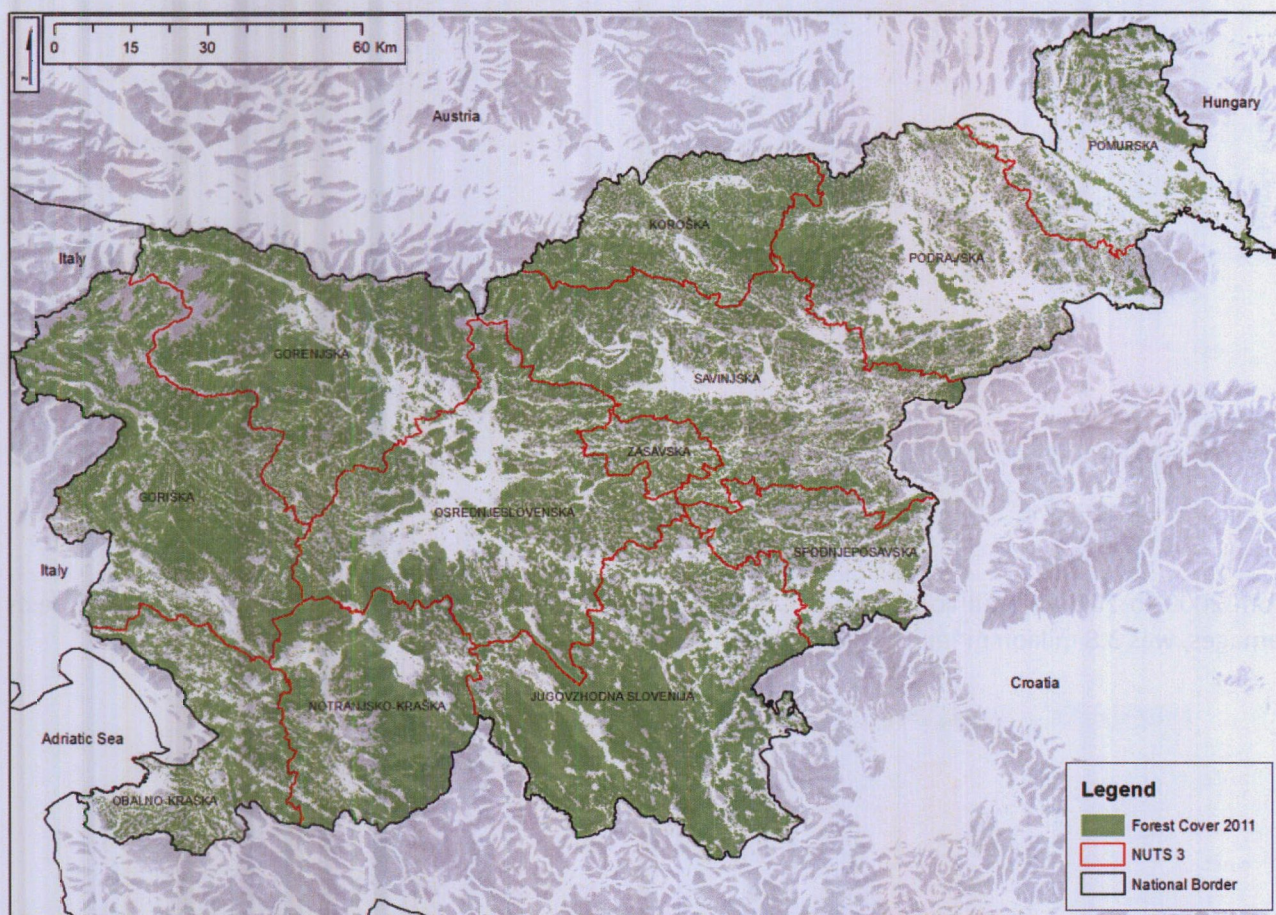 0 15 30 60 Km
Austria
Hungary
POMURSKA
KOROŠKA
Italy
PODRAVSKA
GORENJSKA
SAVINJSKA
ZASAVSKA
GORIŠKA
OSREDNJESLOVENSKA
SPODNJEPOSAVSKA
Italy
Croatia
JUGOVZHODNA SLOVENIJA
NOTRANJSKO-KRAŠKA
Adriatic Sea
OBALNO-KRAŠKA
Legend
Forest Cover 2011
NUTS 3
National Border